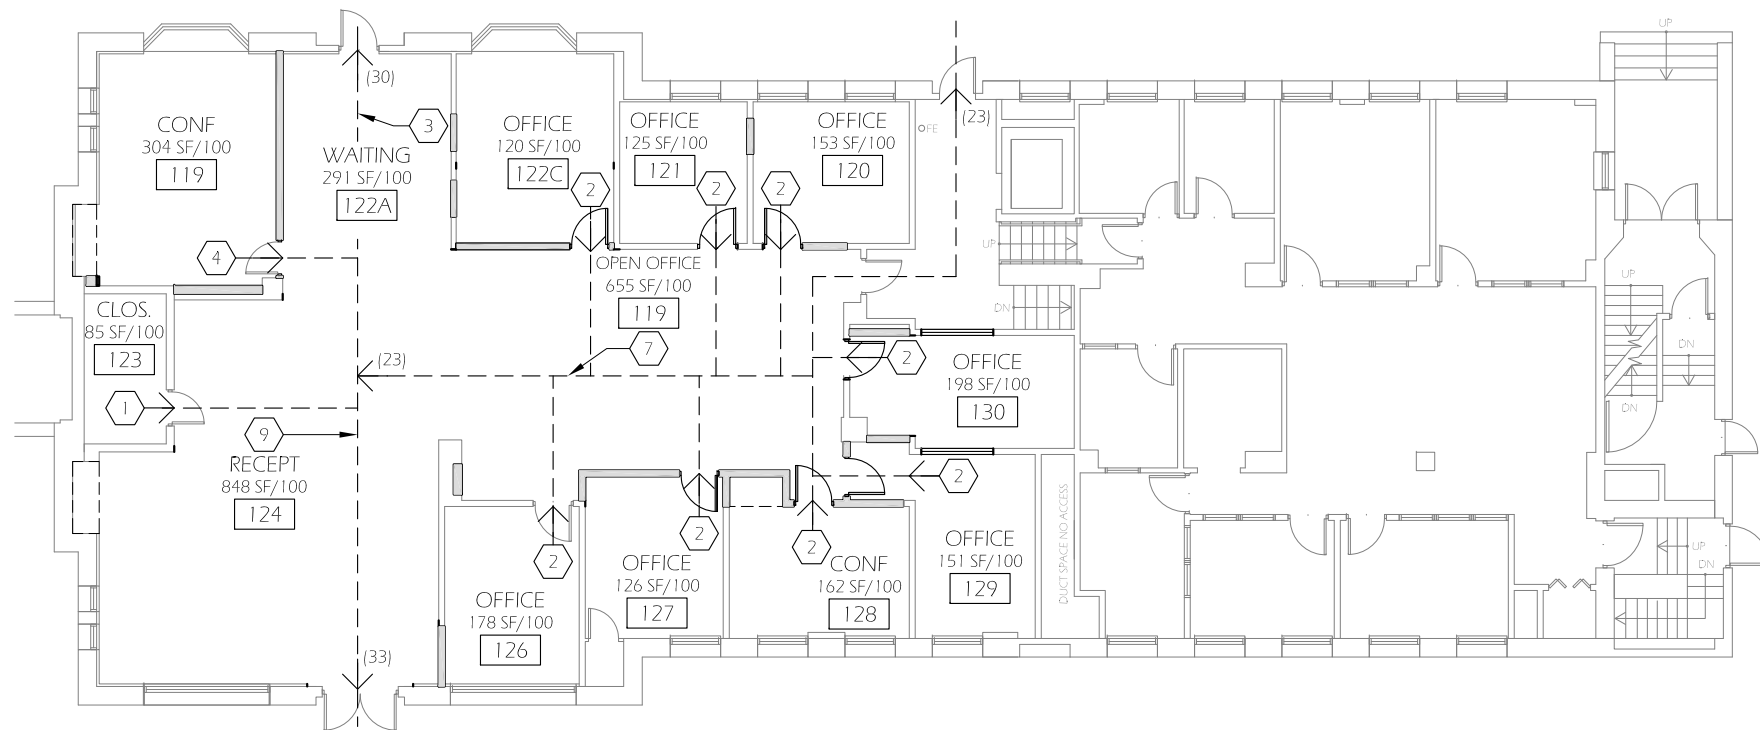 UP
(30)
CONF
304 SF/100
119
3
WAITING
291 SF/100
122A
OFFICE
120 SF/100
122C
OFFICE
125 SF/100
121
OFFICE
153 SF/100
120
FE
(23)
2
2
2
4
UP
DN
OPEN OFFICE
655 SF/100
119
CLOS.
85 SF/100
123
(23)
7
2
OFFICE
198 SF/100
130
UP
DN
DN
1
9
RECEPT
848 SF/100
124
2
2
2
2
OFFICE
178 SF/100
126
OFFICE
126 SF/100
127
CONF
162 SF/100
128
OFFICE
151 SF/100
129
DUCT SPACE NO ACCESS
UP
DN
(33)